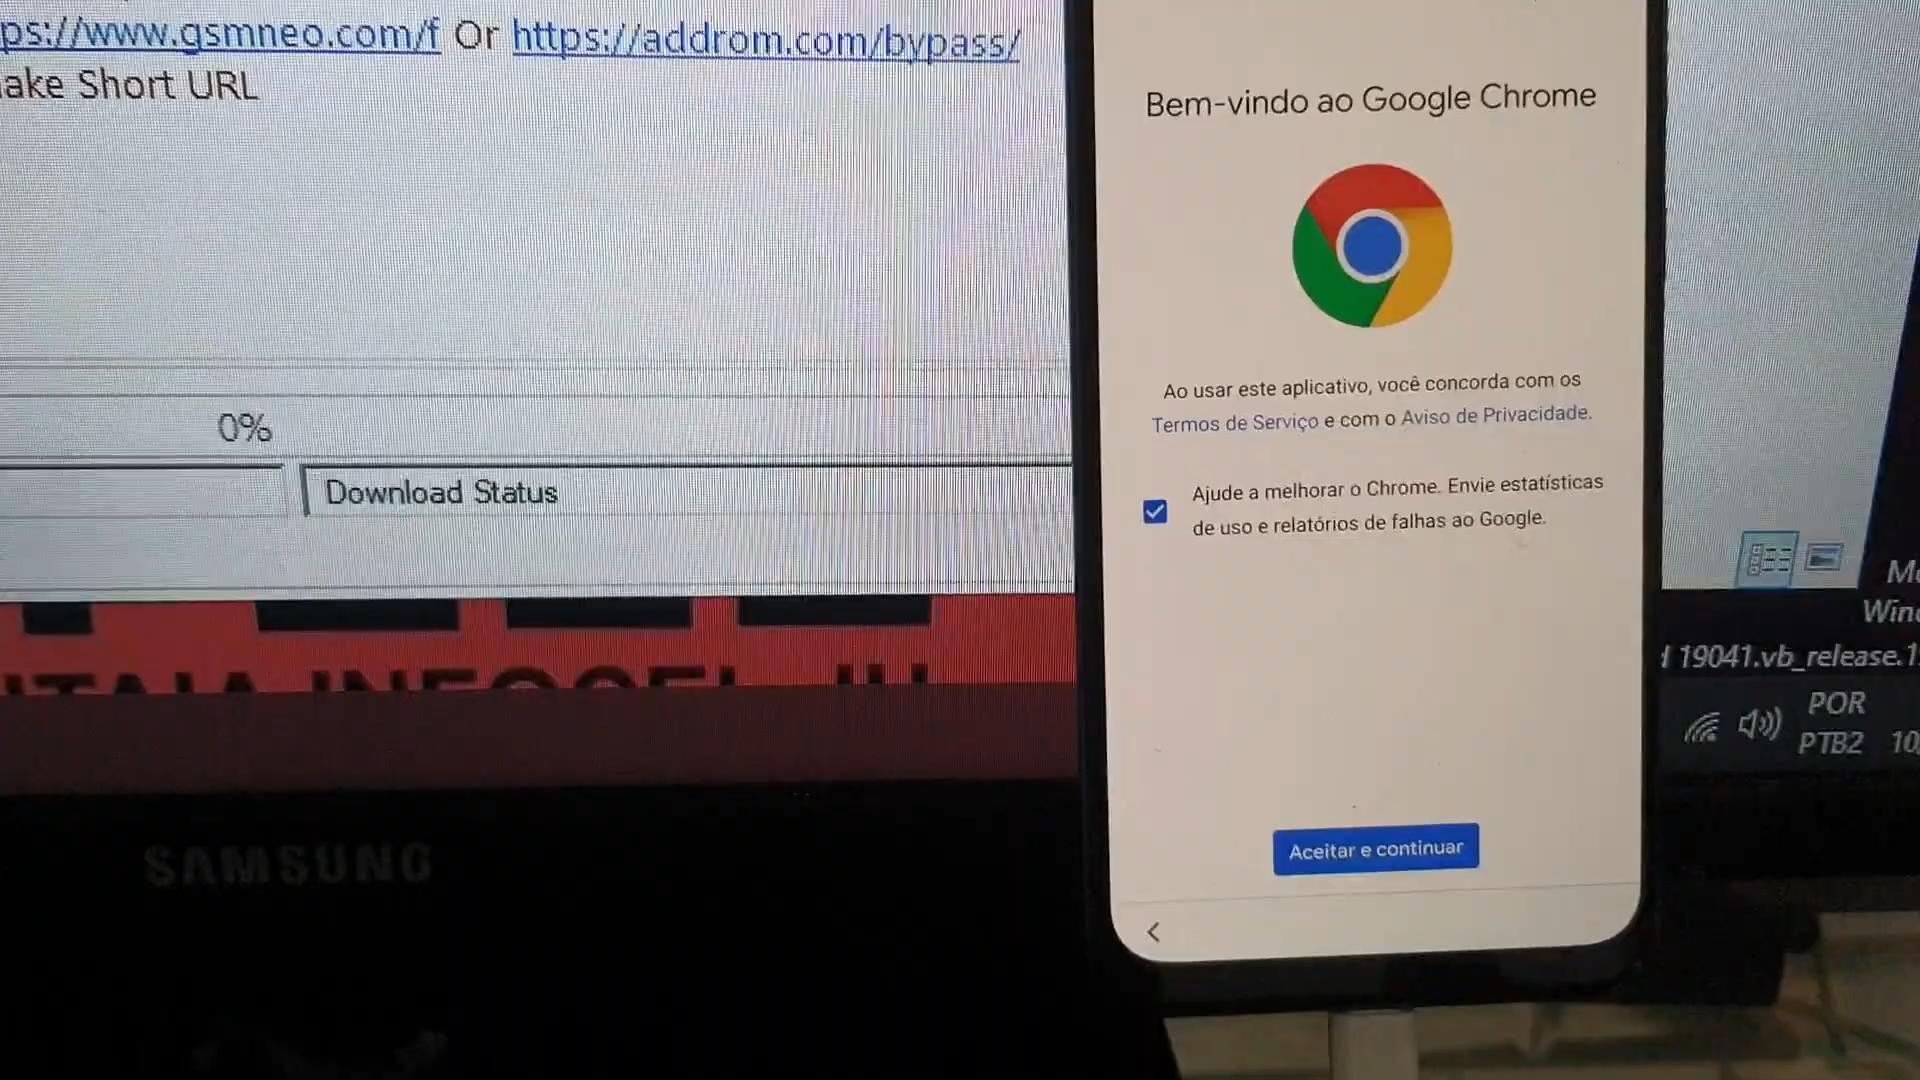 ps://www.gsmneo.com/f Or https://addrom.com/bypass/
ake Short URL
0%
Download Status
SAMSUNG
Bem-vindo ao Google Chrome
Ao usar este aplicativo, você concorda com os
Termos de Serviço e com o Aviso de Privacidade.
Ajude a melhorar o Chrome. Envie estatísticas
de uso e relatórios de falhas ao Google.
Aceitar e continuar
Wind
19041.vb_release.1
POR
PTB2 10